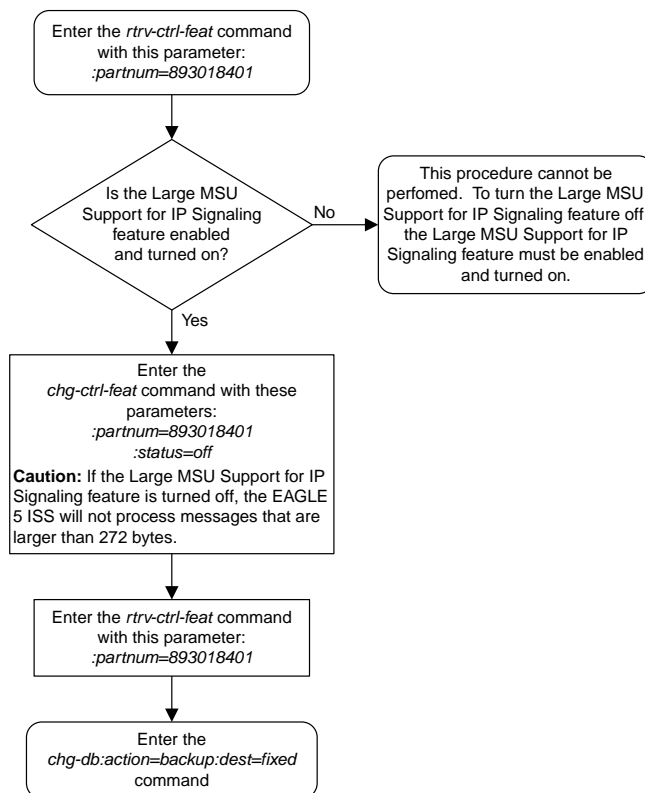 Enter the rtrv-ctrl-feat command
with this parameter:
:partnum=893018401
Is the Large MSU
Support for IP Signaling
feature enabled
and turned on?
No
This procedure cannot be
perfomed. To turn the Large MSU
Support for IP Signaling feature off
the Large MSU Support for IP
Signaling feature must be enabled
and turned on.
Yes
Enter the
chg-ctrl-feat command with these
parameters:
:partnum=893018401
:status=off
Caution: If the Large MSU Support for IP
Signaling feature is turned off, the EAGLE
5 ISS will not process messages that are
larger than 272 bytes.
Enter the rtrv-ctrl-feat command
with this parameter:
:partnum=893018401
Enter the
chg-db:action=backup:dest=fixed
command